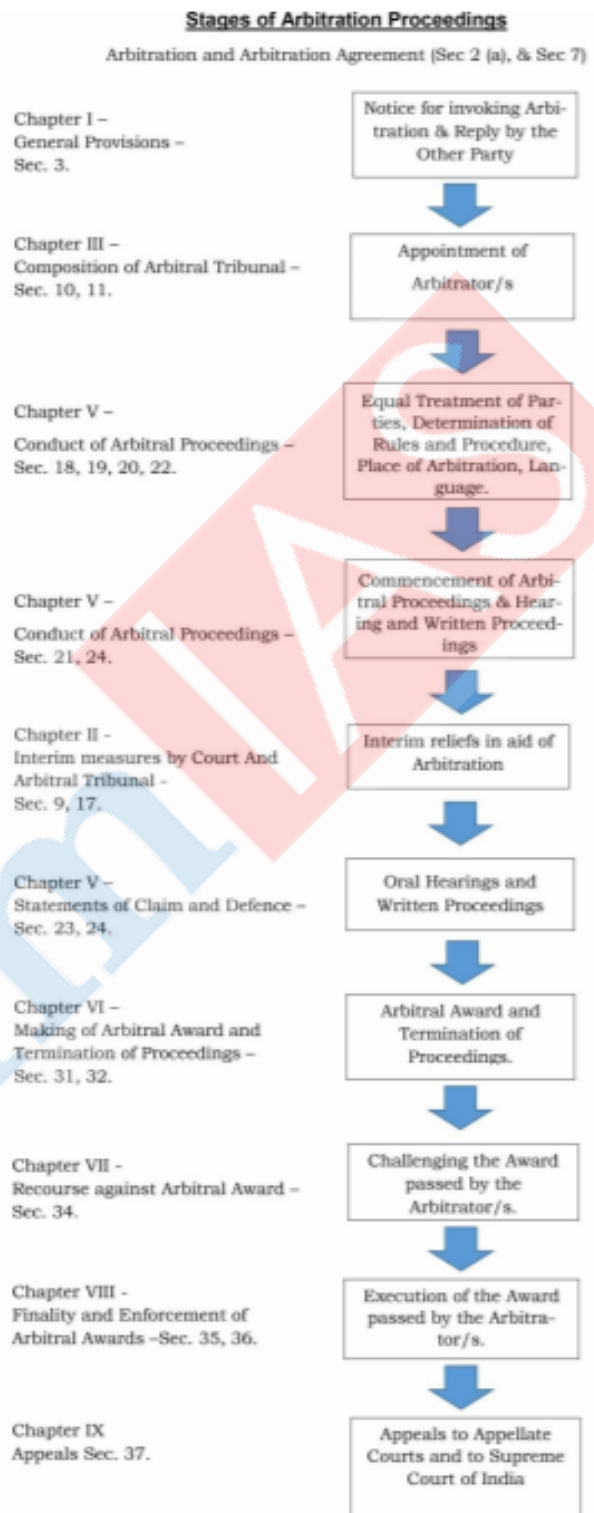 Stages of Arbitration Proceedings
Arbitration and Arbitration Agreement (Sec 2 (a), & Sec 7)
Chapter I –
General Provisions –
Sec. 3.
Notice for invoking Arbi-
tration & Reply by the
Other Party
Chapter III –
Composition of Arbitral Tribunal –
Sec. 10, 11.
Appointment of
Arbitrator/s
Chapter V –
Conduct of Arbitral Proceedings –
Sec. 18, 19, 20, 22.
Equal Treatment of Par-
ties, Determination of
Rules and Procedure,
Place of Arbitration, Lan-
guage.
Chapter V –
Conduct of Arbitral Proceedings –
Sec. 21, 24.
Commencement of Arbi-
tral Proceedings & Hear-
ing and Written Proceed-
ings
Chapter II -
Interim measures by Court And
Arbitral Tribunal -
Sec. 9, 17.
Interim reliefs in aid of
Arbitration
Chapter V –
Statements of Claim and Defence –
Sec. 23, 24.
Oral Hearings and
Written Proceedings
Chapter VI –
Making of Arbitral Award and
Termination of Proceedings –
Sec. 31, 32.
Arbitral Award and
Termination of
Proceedings.
Chapter VII -
Recourse against Arbitral Award –
Sec. 34.
Challenging the Award
passed by the
Arbitrator/s.
Chapter VIII -
Finality and Enforcement of
Arbitral Awards –Sec. 35, 36.
Execution of the Award
passed by the Arbitra-
tor/s.
Chapter IX
Appeals Sec. 37.
Appeals to Appellate
Courts and to Supreme
Court of India
IAS